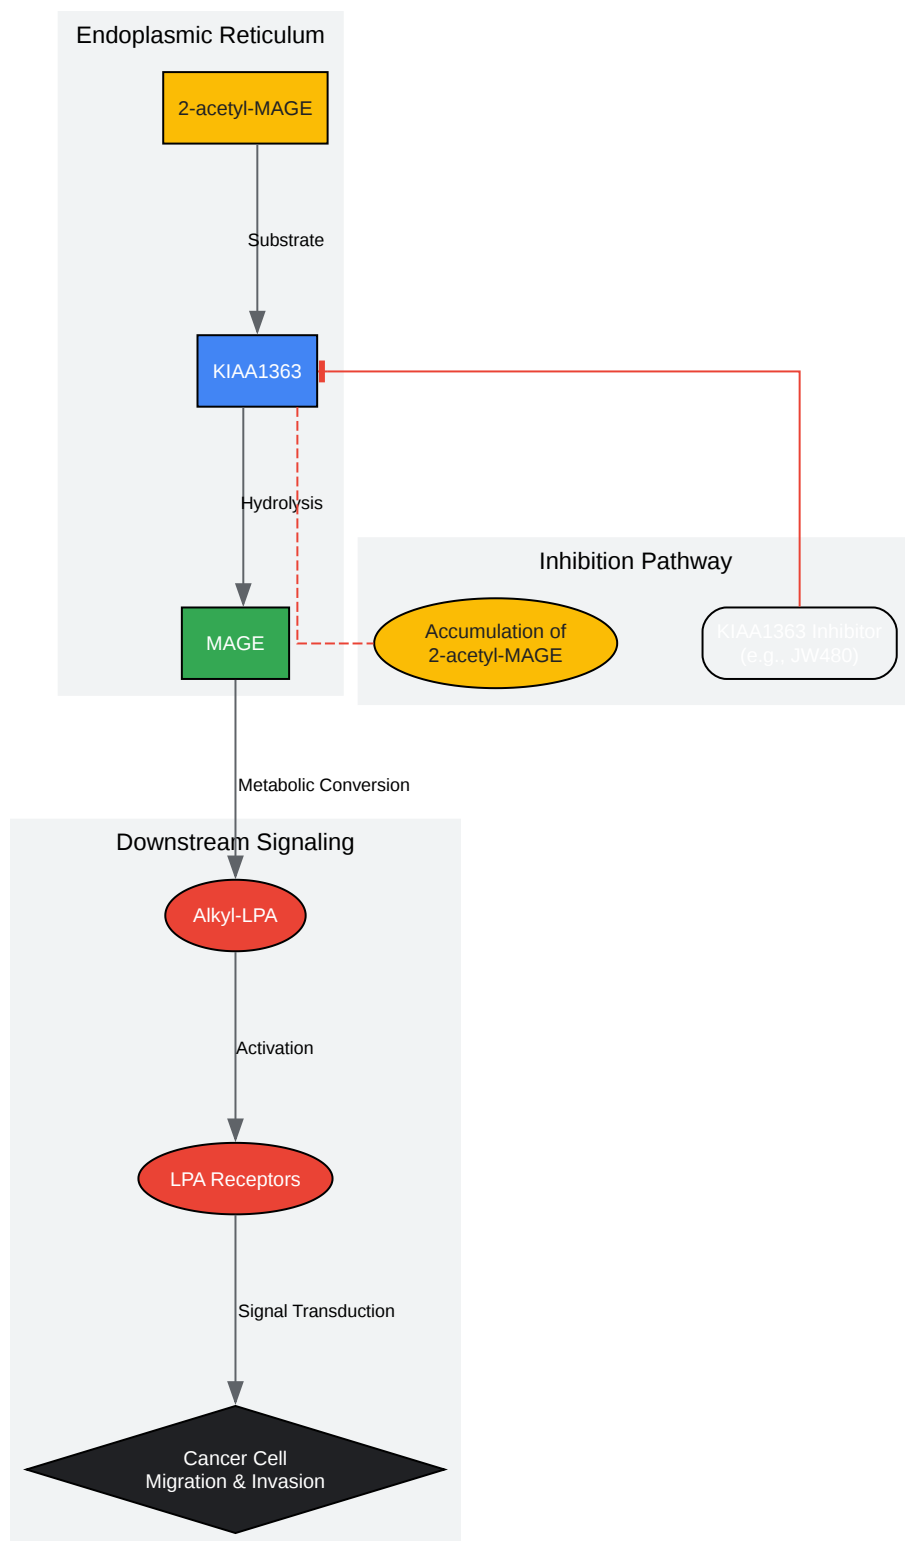 Endoplasmic Reticulum
2-acetyl-MAGE
Substrate
KIAA1363
Hydrolysis
Inhibition Pathway
MAGE
Accumulation of
2-acetyl-MAGE
KIAA1363 Inhibitor
(e.g., JW480)
Metabolic Conversion
Downstream Signaling
Alkyl-LPA
Activation
LPA Receptors
Signal Transduction
Cancer Cell
Migration & Invasion